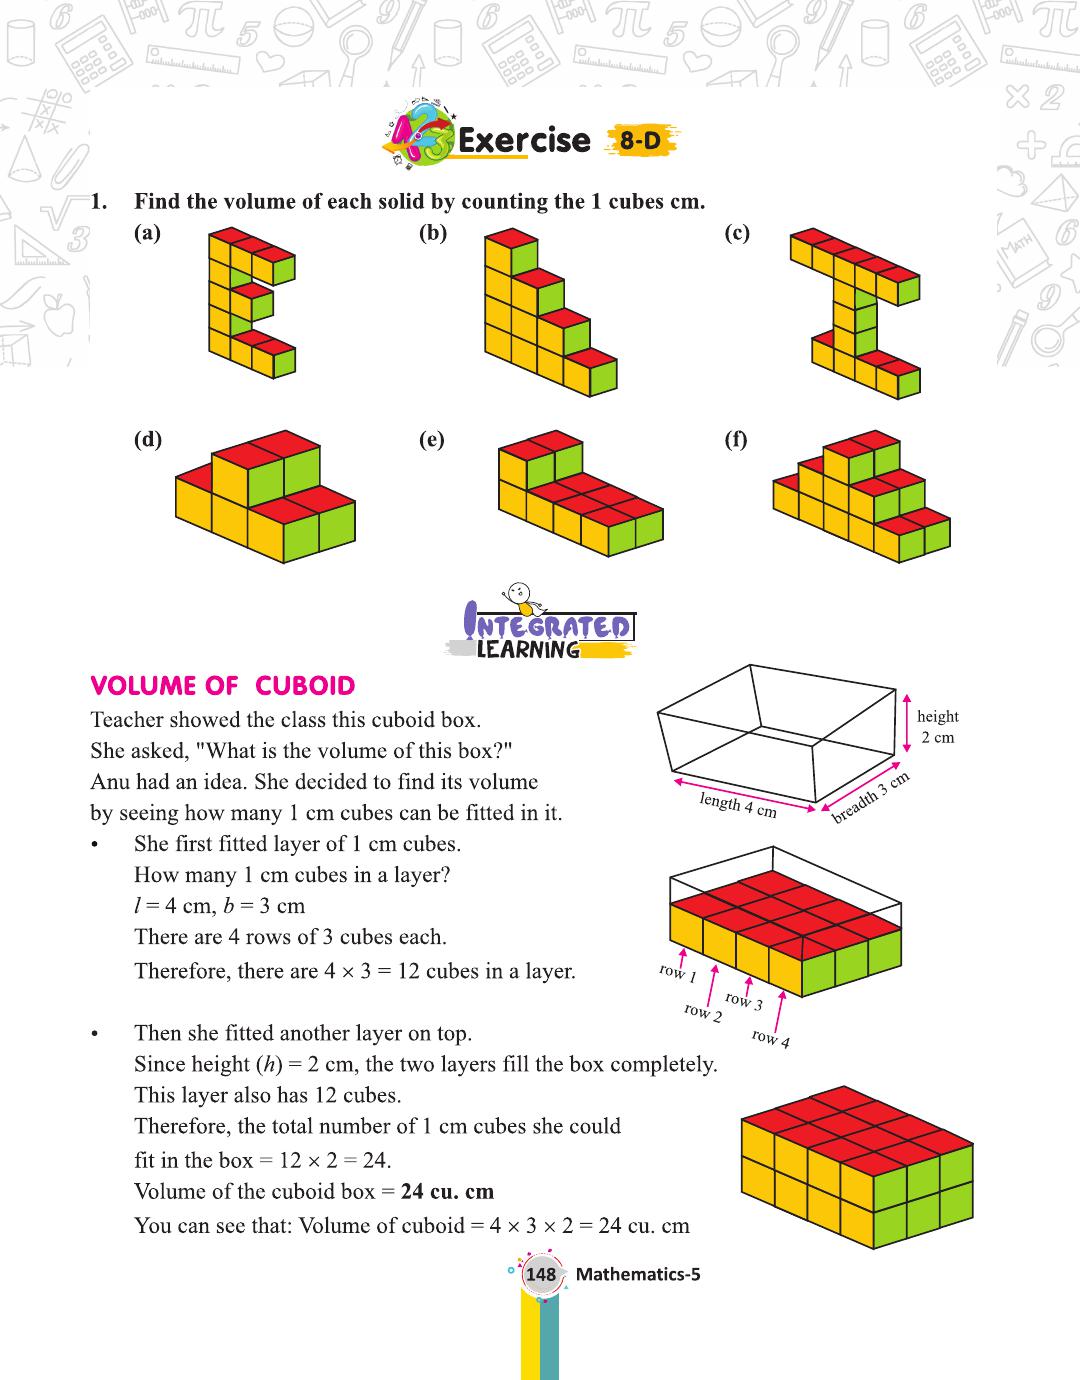 Exercise 8-D
1. Find the volume of each solid by counting the 1 cubes cm.
(a) (b) (c)
(d) (e) (f)
INTEGRATED
LEARNING
VOLUME OF CUBOID
Teacher showed the class this cuboid box.
She asked, "What is the volume of this box?"
Anu had an idea. She decided to find its volume
by seeing how many 1 cm cubes can be fitted in it.
height
2 cm
length 4 cm
breadth 3 cm
• She first fitted layer of 1 cm cubes.
How many 1 cm cubes in a layer?
l = 4 cm, b = 3 cm
There are 4 rows of 3 cubes each.
Therefore, there are 4 × 3 = 12 cubes in a layer.
row 1
row 2
row 3
row 4
• Then she fitted another layer on top.
Since height (h) = 2 cm, the two layers fill the box completely.
This layer also has 12 cubes.
Therefore, the total number of 1 cm cubes she could
fit in the box = 12 × 2 = 24.
Volume of the cuboid box = 24 cu. cm
You can see that: Volume of cuboid = 4 × 3 × 2 = 24 cu. cm
148 Mathematics-5